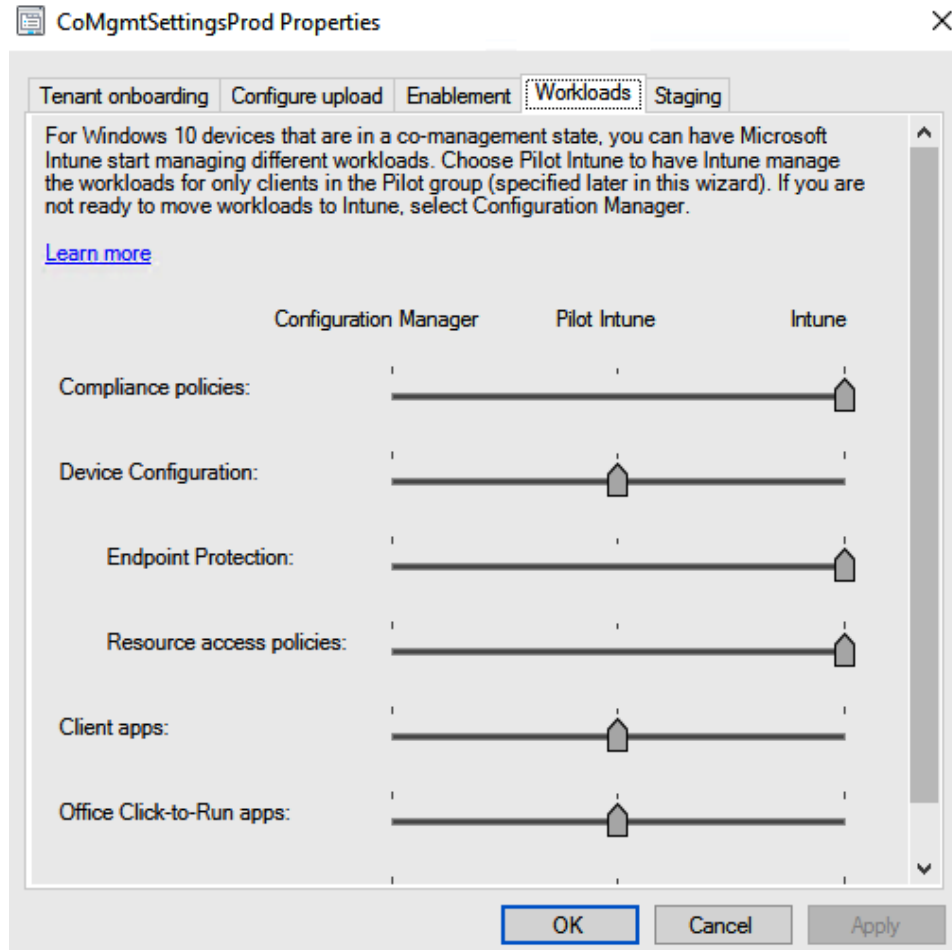 CoMgmtSettingsProd Properties
Tenant onboarding Configure upload Enablement Workloads Staging
For Windows 10 devices that are in a co-management state, you can have Microsoft
Intune start managing different workloads. Choose Pilot Intune to have Intune manage
the workloads for only clients in the Pilot group (specified later in this wizard). If you are
not ready to move workloads to Intune, select Configuration Manager.
Learn more
Configuration Manager Pilot Intune Intune
Compliance policies:
Device Configuration:
Endpoint Protection:
Resource access policies:
Client apps:
Office Click-to-Run apps:
OK Cancel Apply